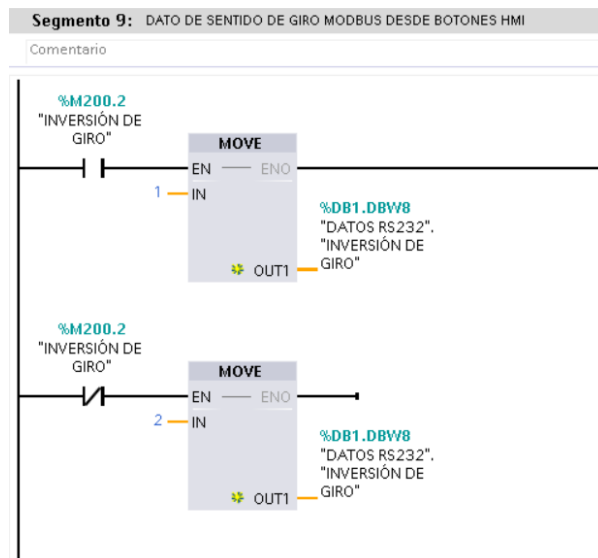 Segmento 9: DATO DE SENTIDO DE GIRO MODBUS DESDE BOTONES HMI
Comentario
%M200.2
"INVERSIÓN DE
GIRO"
MOVE
EN ENO
1 IN
%DB1.DBW8
"DATOS RS232".
"INVERSIÓN DE
GIRO"
OUT1
%M200.2
"INVERSIÓN DE
GIRO"
MOVE
EN ENO
2 IN
%DB1.DBW8
"DATOS RS232".
"INVERSIÓN DE
GIRO"
OUT1